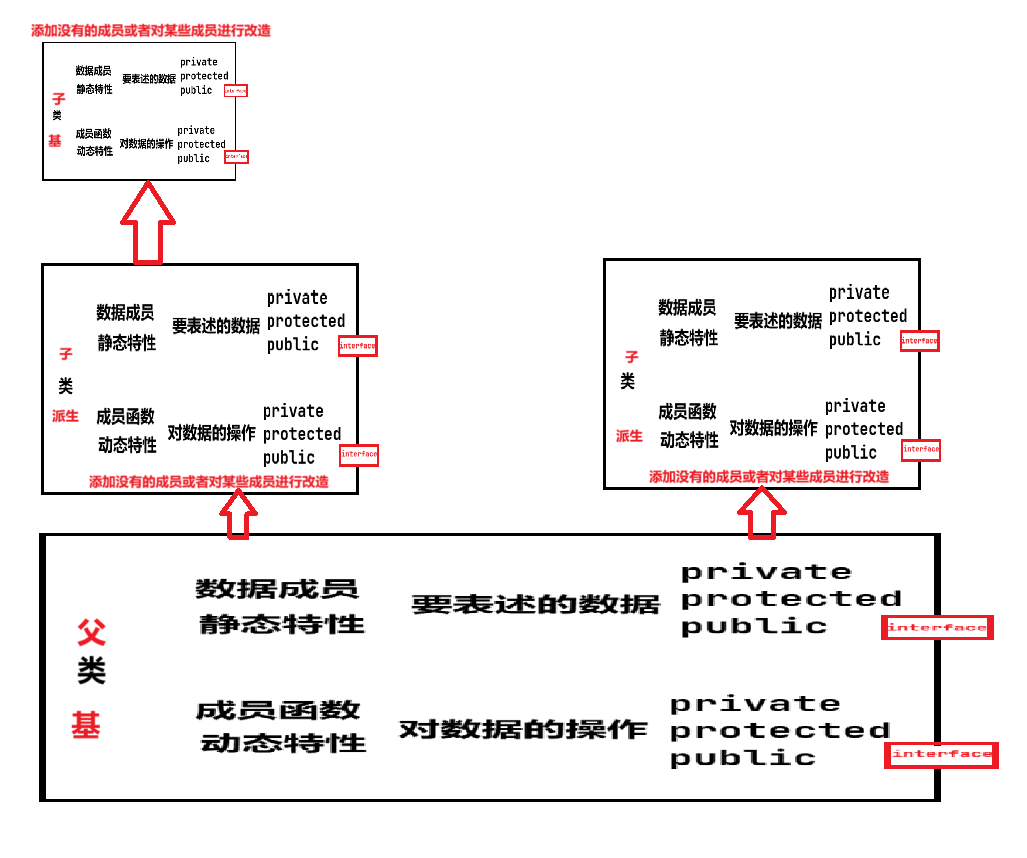 添加没有的成员或者对某些成员进行改造
子
类
基
数据成员
静态特性
要表述的数据
private
protected
public
interface
成员函数
动态特性
对数据的操作
private
protected
public
interface
子
类
派生
数据成员
静态特性
要表述的数据
private
protected
public
interface
成员函数
动态特性
对数据的操作
private
protected
public
interface
添加没有的成员或者对某些成员进行改造
子
类
派生
数据成员
静态特性
要表述的数据
private
protected
public
interface
成员函数
动态特性
对数据的操作
private
protected
public
interface
添加没有的成员或者对某些成员进行改造
父
类
基
数据成员
静态特性
要表述的数据
private
protected
public
interface
成员函数
动态特性
对数据的操作
private
protected
public
interface